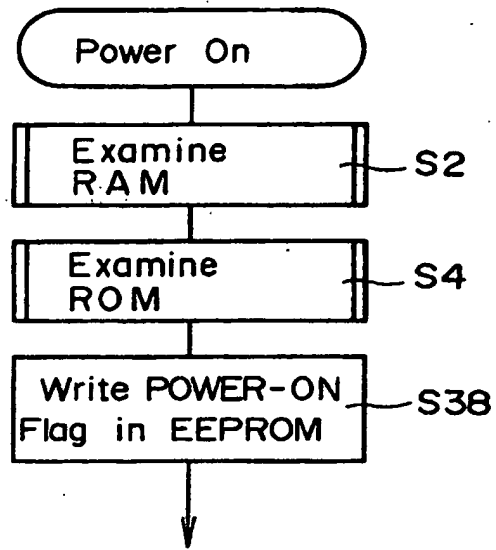 Power On
Examine
RAM
S2
Examine
ROM
S4
Write POWER-ON
Flag in EEPROM
S38